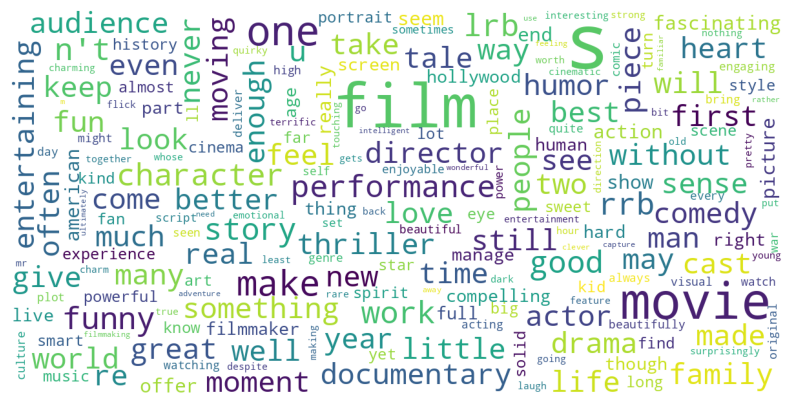 audience
n't
history
even
keep
almost
part
fun
never
ll
moving
one
u
enough
age
quirky
high
portrait
sometimes
take
screen
really
lrb
seem
end
way
tale
hollywood
film
s
comic
humor
piece
will
fascinating
turn
heart
use
interesting
strong
nothing
feeling
worth
cinematic
familiar
engaging
bring
rather
style
charming
flick
deliver
terrific
touching
go
intelligent
lot
place
best
quite
action
scene
first
bit
pretty
picture
entertaining
often
day
might
look
cinema
together
whose
kind
american
ultimately
come
character
feel
far
self
gets
enjoyable
wonderful
director
performance
power
human
see
people
two
sweet
show
direction
old
without
sense
every
put
rrb
comedy
better
fan
script
need
emotional
thing
back
love
eye
entertainment
much
seen
set
beautiful
story
real
least
genre
thriller
still
hour
clever
capture
hard
man
right
war
young
mr
charm
experience
give
many
art
star
make
new
time
manage
dark
rare
good
may
cast
always
visual
watch
adventure
powerful
plot
live
true
funny
filmmaking
something
spirit
away
compelling
kid
feature
movie
know
filmmaker
work
full
big
acting
actor
beautifully
original
culture
smart
world
re
great
well
year
yet
little
solid
drama
find
made
surprisingly
music
watching
despite
offer
moment
making
documentary
going
laugh
life
though
long
family